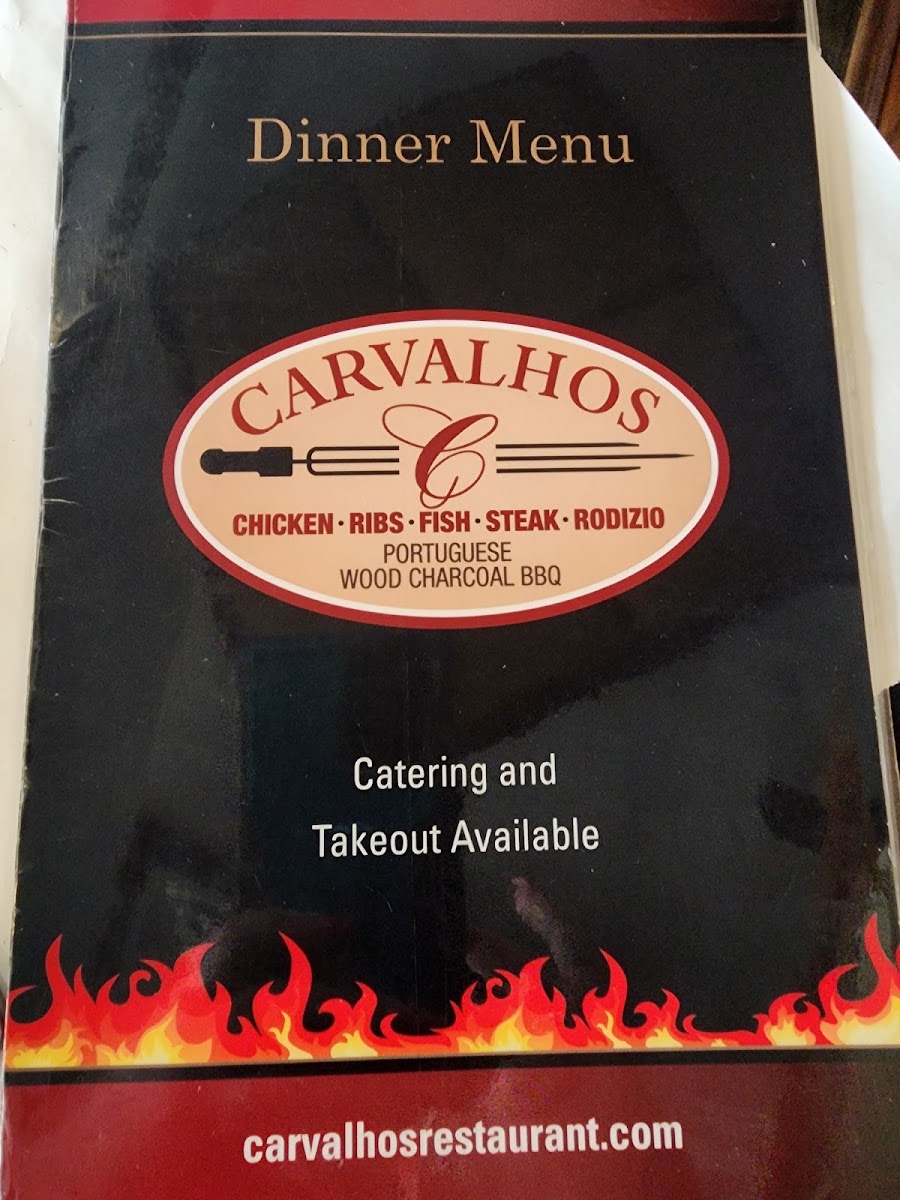 Dinner Menu
CARVALHOS
C
CHICKEN · RIBS · FISH · STEAK · RODIZIO
PORTUGUESE
WOOD CHARCOAL BBQ
Catering and
Takeout Available
carvalhosrestaurant.com